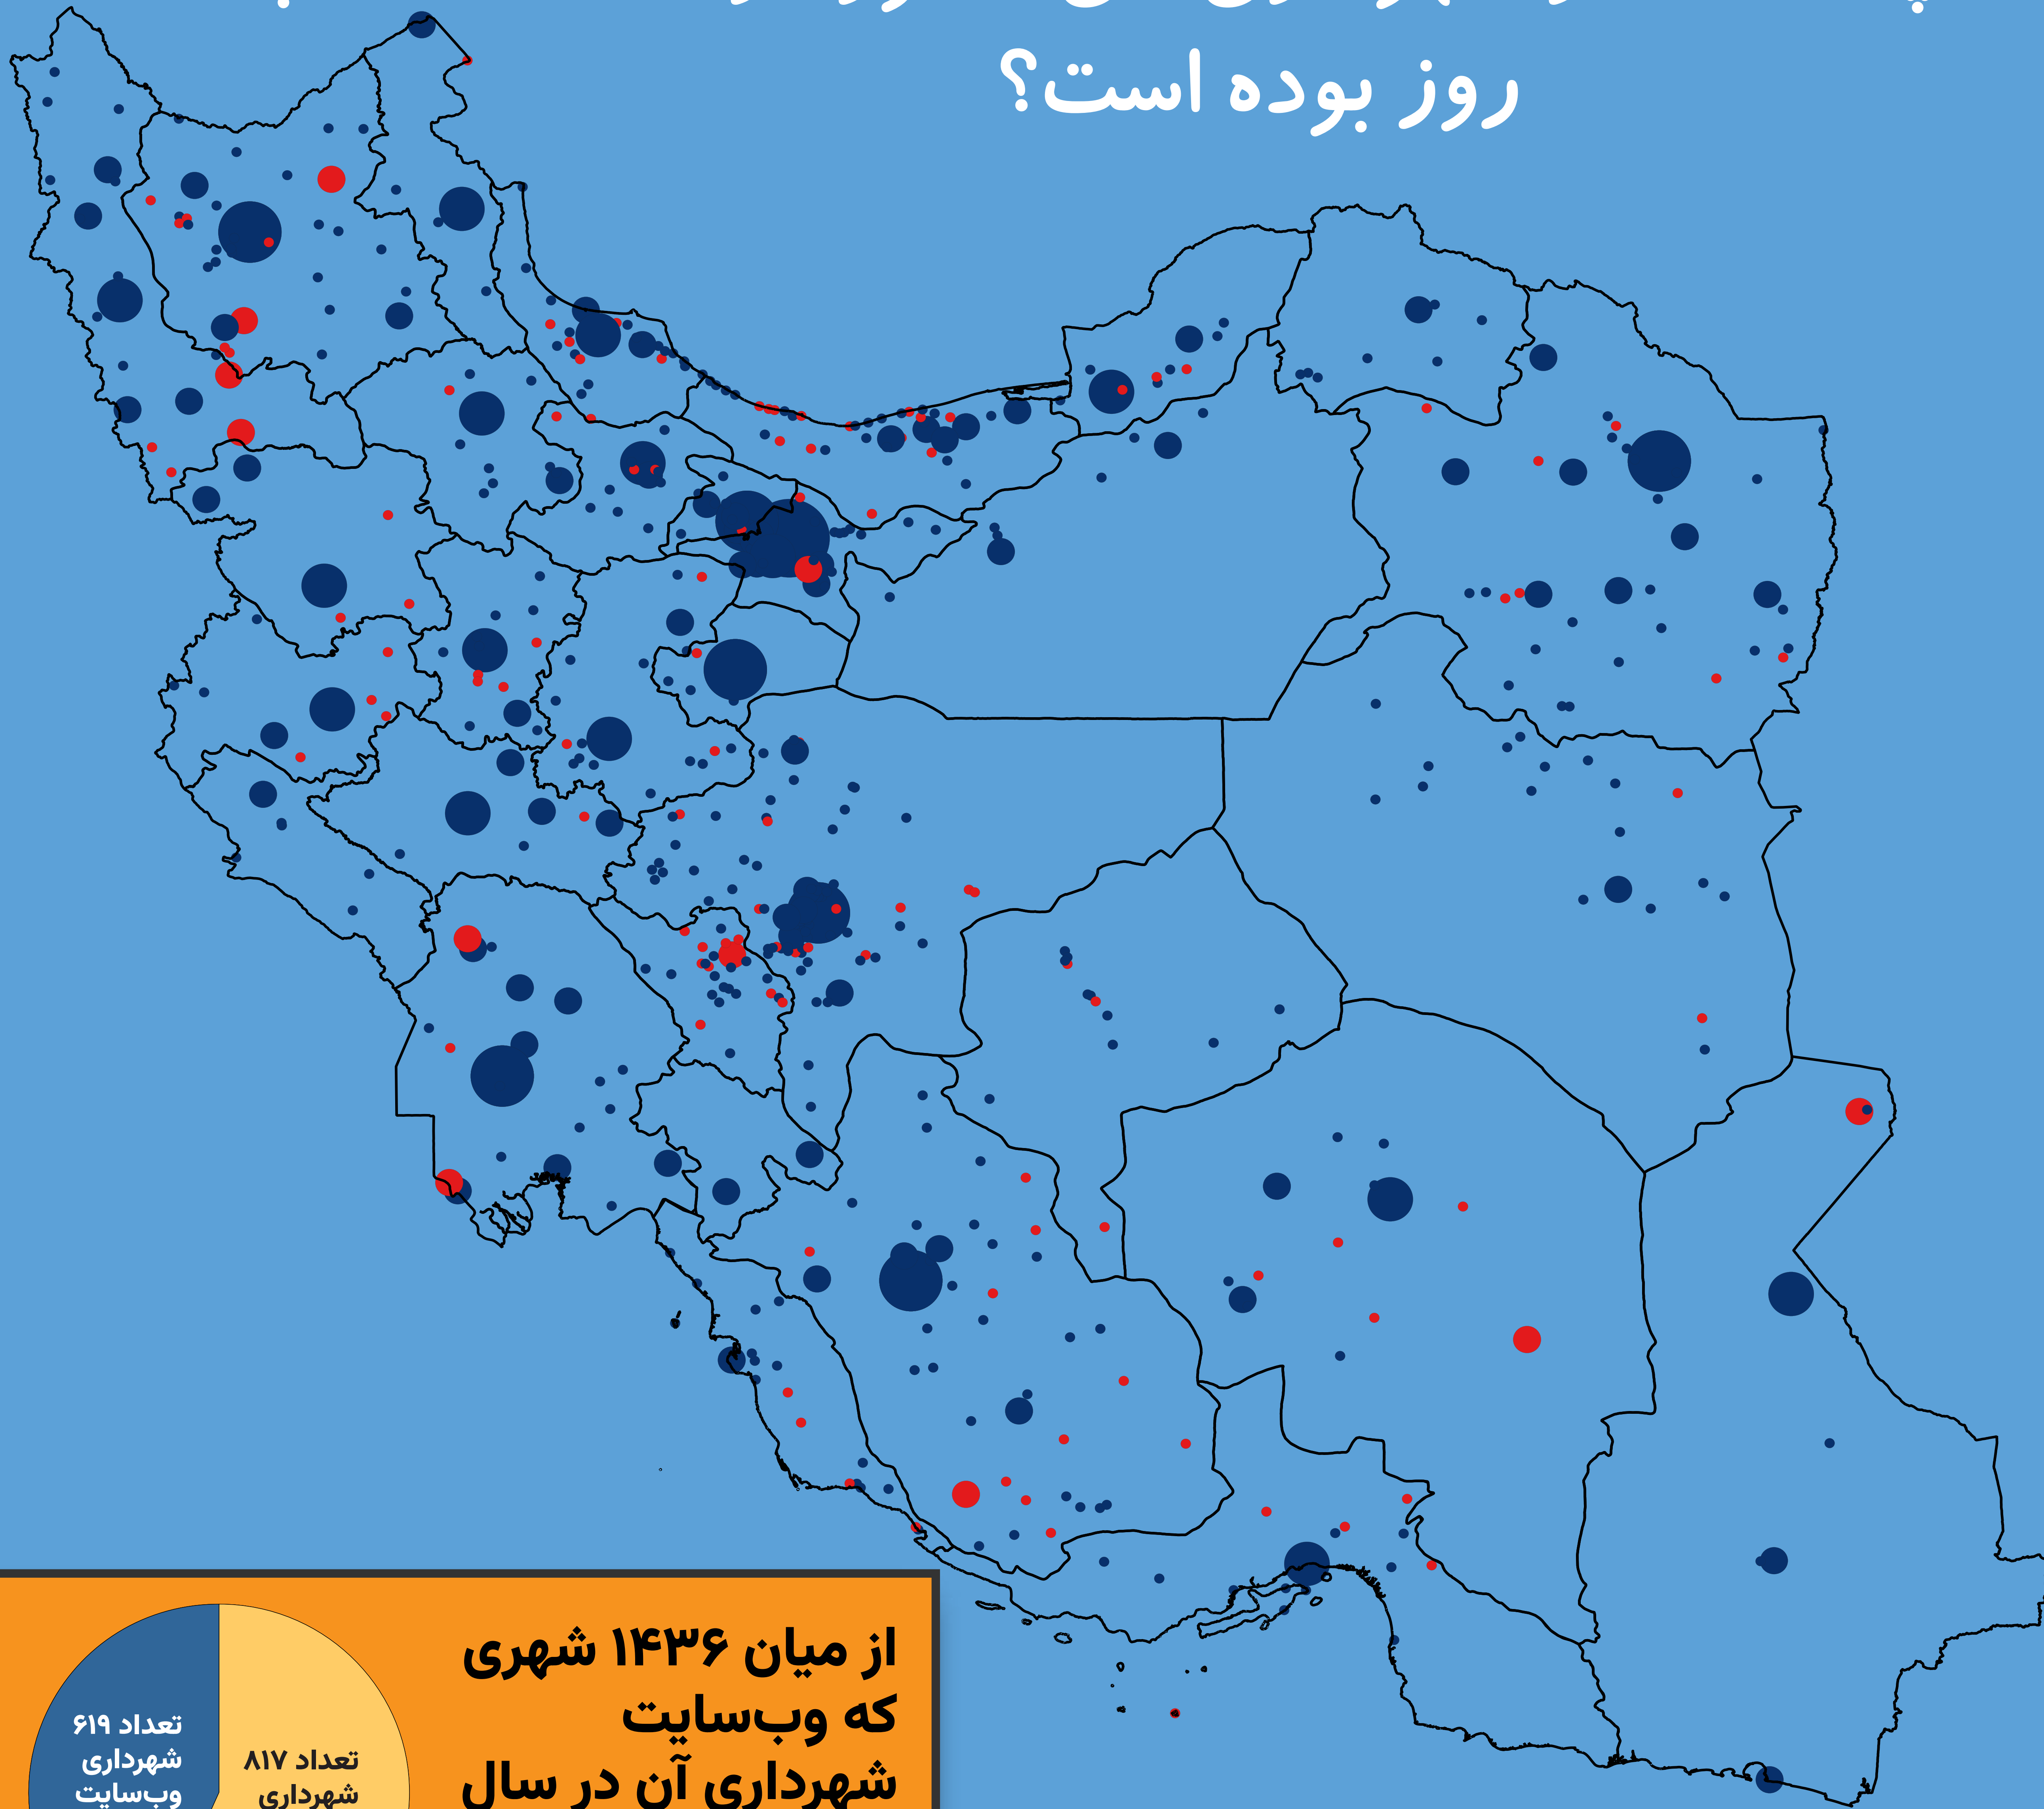 روز بوده است؟
از میان ۱۴۳۶ شهری
که وب‌سایت
شهرداری آن در سال
تعداد ۸۱۷
شهرداری
تعداد ۶۱۹
شهرداری
وب‌سایت